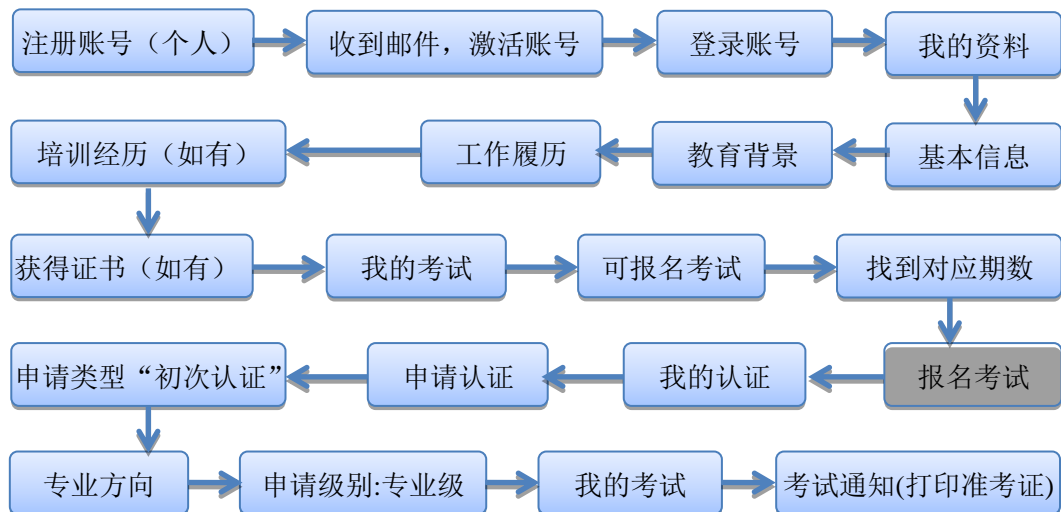 注册账号（个人）
收到邮件，激活账号
登录账号
我的资料
基本信息
教育背景
工作履历
培训经历（如有）
获得证书（如有）
我的考试
可报名考试
找到对应期数
报名考试
我的认证
申请认证
申请类型“初次认证”
专业方向
申请级别:专业级
我的考试
考试通知(打印准考证)